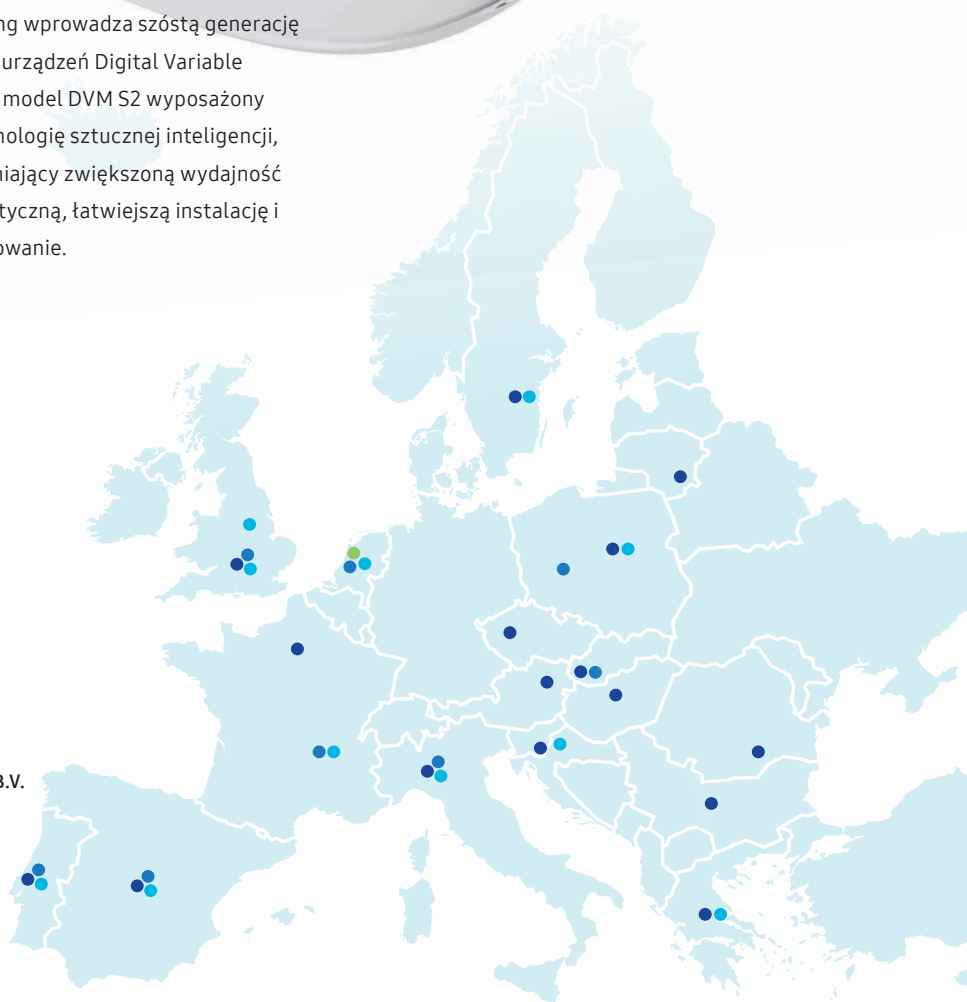 ng wprowadza szóstą generację
urządzeń Digital Variable
model DVM S2 wyposażony
nologię sztucznej inteligencji,
niający zwiększoną wydajność
tyczną, łatwiejszą instalację i
owanie.
B.V.